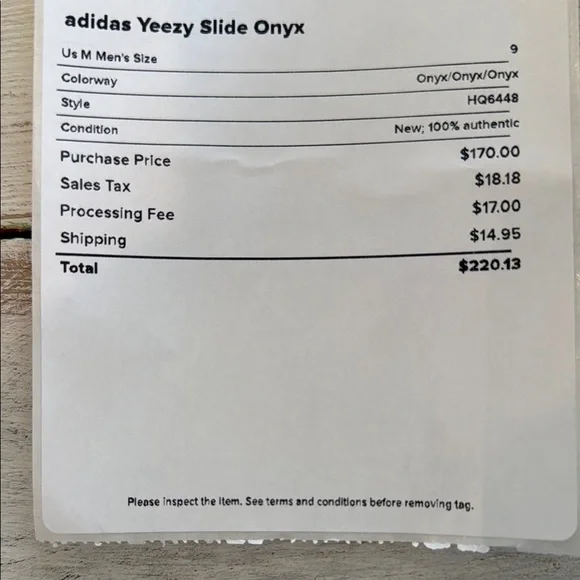 adidas Yeezy Slide Onyx
Us M Men's Size 9
Colorway Onyx/Onyx/Onyx
Style HQ6448
Condition New; 100% authentic
Purchase Price $170.00
Sales Tax $18.18
Processing Fee $17.00
Shipping $14.95
Total $220.13
Please inspect the item. See terms and conditions before removing tag.